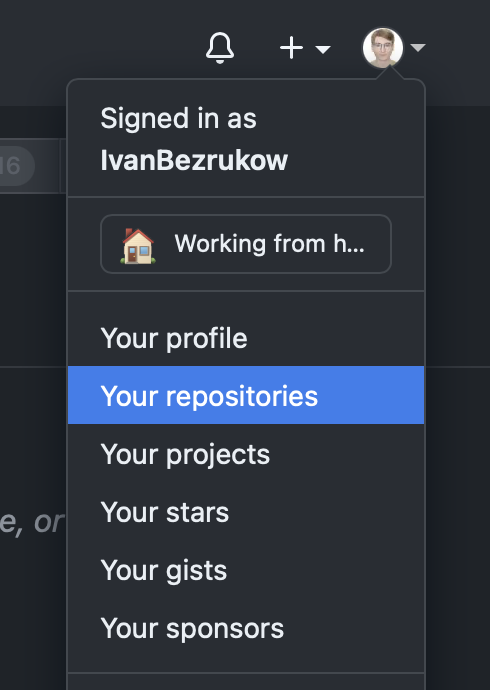 Signed in as
IvanBezrukow
16
Working from h...
Your profile
Your repositories
Your projects
e, or
Your stars
Your gists
Your sponsors